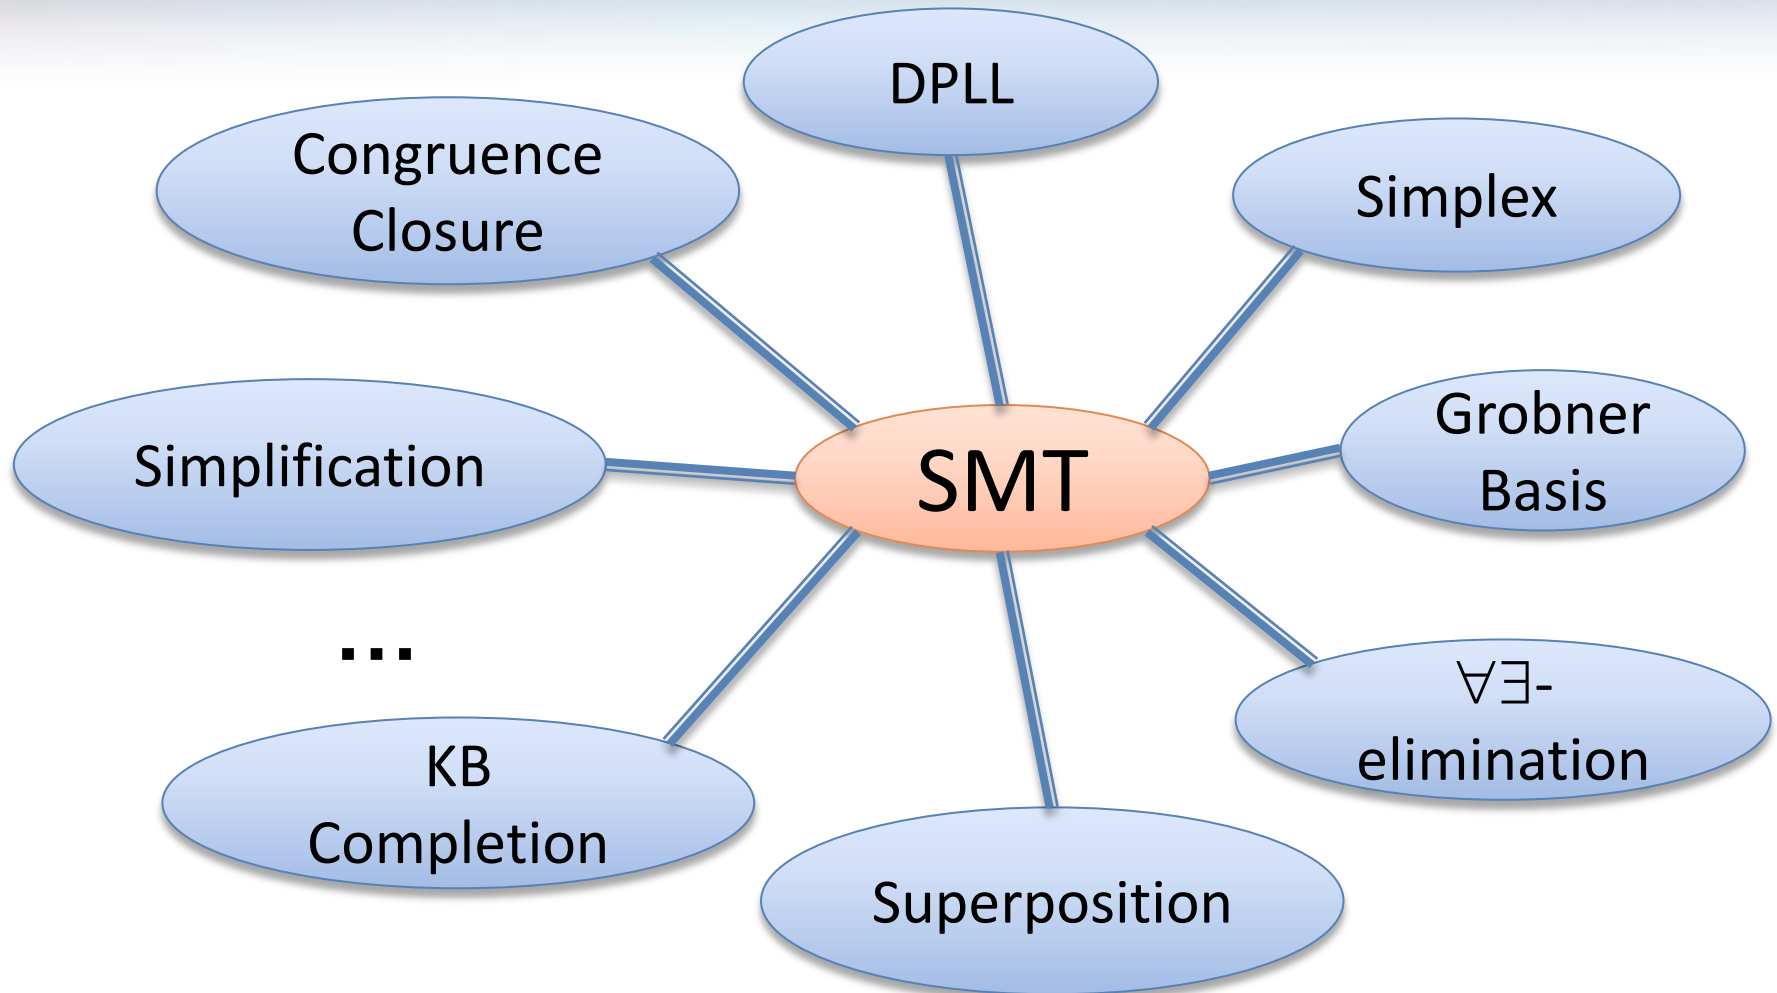 DPLL
Congruence
Closure
Simplex
Simplification
SMT
Grobner
Basis
...
∀∃-
elimination
KB
Completion
Superposition